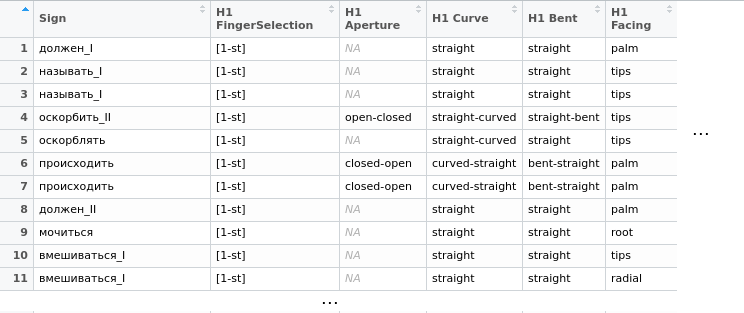 Sign H1 FingerSelection H1 Aperture H1 Curve H1 Bent H1 Facing
1 должен_I [1-st] NA straight straight palm
2 называть_I [1-st] NA straight straight tips
3 называть_I [1-st] NA straight straight tips
4 оскорбить_II [1-st] open-closed straight-curved straight-bent tips
5 оскорблять [1-st] NA straight-curved straight tips
6 происходить [1-st] closed-open curved-straight bent-straight palm
7 происходить [1-st] closed-open curved-straight bent-straight palm
8 должен_II [1-st] NA straight straight palm
9 мочиться [1-st] NA straight straight root
10 вмешиваться_I [1-st] NA straight straight tips
11 вмешиваться_I [1-st] NA straight straight radial
...
...